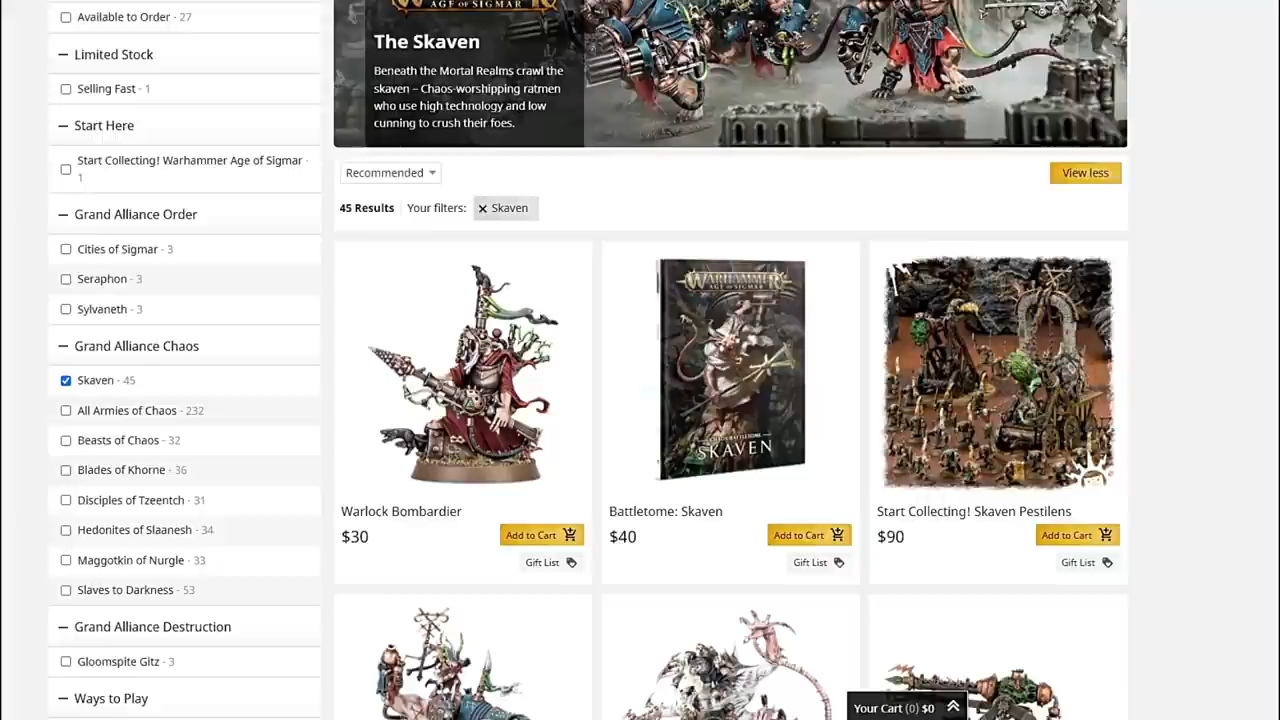 Available to Order - 27
Limited Stock
Selling Fast - 1
Start Here
Start Collecting! Warhammer Age of Sigmar -
1
Grand Alliance Order
Cities of Sigmar - 3
Seraphon - 3
Sylvaneth - 3
Grand Alliance Chaos
Skaven - 45
All Armies of Chaos - 232
Beasts of Chaos - 32
Blades of Khorne - 36
Disciples of Tzeentch - 31
Hedonites of Slaanesh - 34
Maggotkin of Nurgle - 33
Slaves to Darkness - 53
Grand Alliance Destruction
Gloomspite Gitz - 3
Ways to Play
AGE OF SIGMAR
The Skaven
Beneath the Mortal Realms crawl the
skaven – Chaos-worshipping ratmen
who use high technology and low
cunning to crush their foes.
Recommended
View less
45 Results
Your filters:
Skaven
WARHAMMER
AGE OF SIGMAR
CHAOS BATTLETOME
SKAVEN
Warlock Bombardier
$30
Add to Cart
Gift List
Battletome: Skaven
$40
Add to Cart
Gift List
Start Collecting! Skaven Pestilens
$90
Add to Cart
Gift List
Your Cart (0) $0